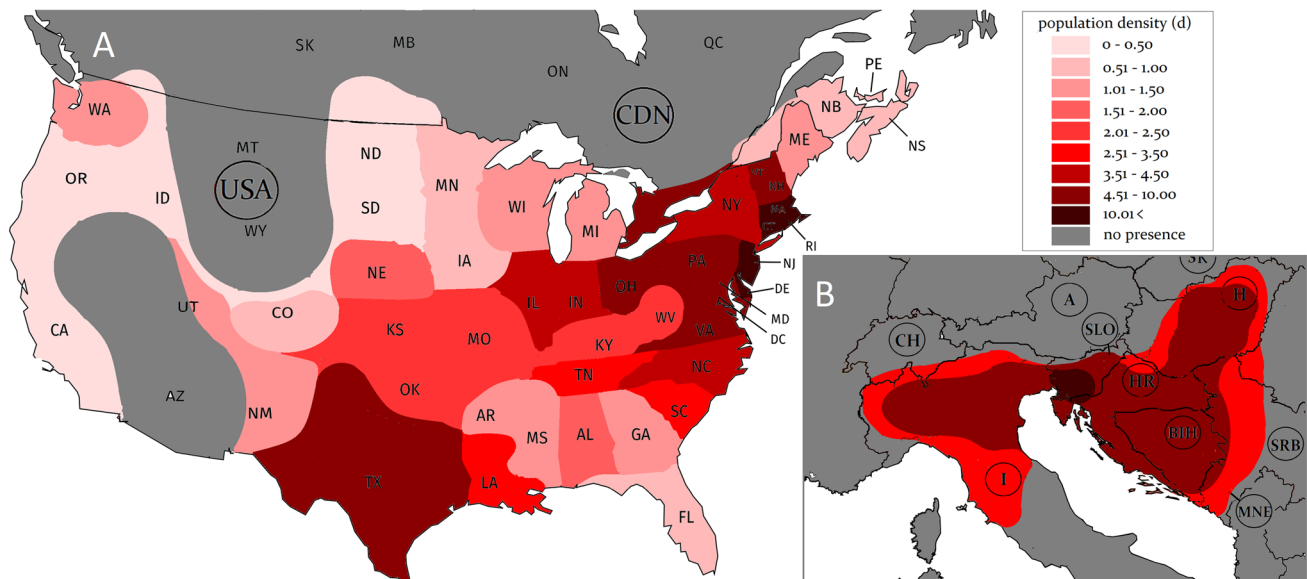 A
SK
MB
QC
ON
CDN
PE
NB
NS
ME
WA
MT
USA
OR
ID
WY
ND
SD
MN
WI
MI
IA
NE
UT
CO
CA
AZ
NM
KS
MO
OK
TX
IL
IN
OH
PA
NY
VT
NH
MA
CT
RI
NJ
DE
MD
DC
WV
VA
KY
TN
NC
SC
AR
MS
AL
GA
LA
FL
population density (d)
0 - 0.50
0.51 - 1.00
1.01 - 1.50
1.51 - 2.00
2.01 - 2.50
2.51 - 3.50
3.51 - 4.50
4.51 - 10.00
10.01<
no presence
B
SK
A
H
SLO
CH
HR
BIH
SRB
I
MNE